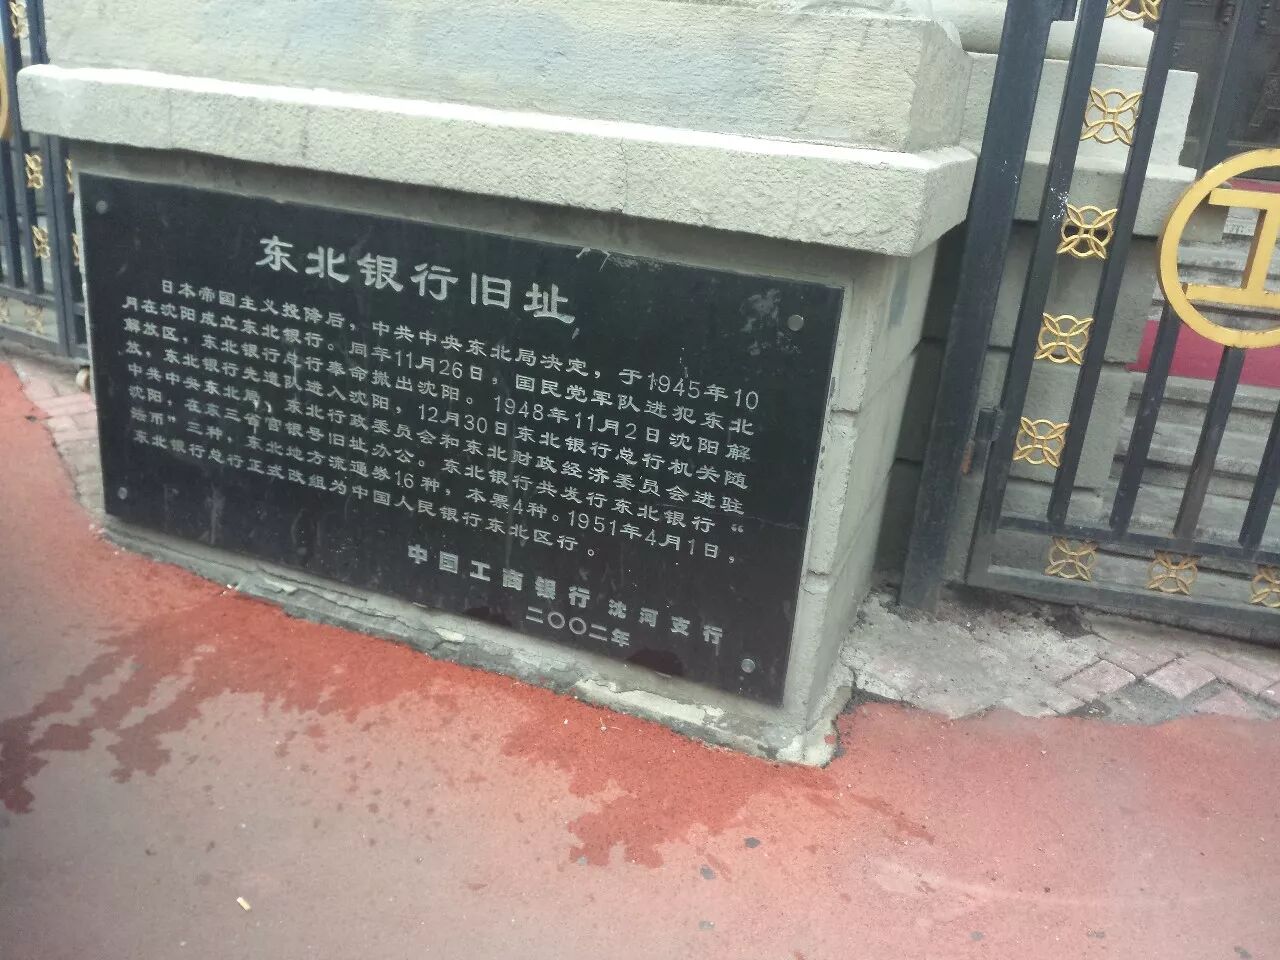 东北银行旧址
日本帝国主义投降后，中共中央东北局决定，于1945年10
月在沈阳成立东北银行。同年11月26日，国民党军队进犯东北
解放区，东北银行总行奉命撤出沈阳。1948年11月2日沈阳解
放，东北银行先遣队进入沈阳，12月30日东北银行总行机关随
中共中央东北局、东北行政委员会和东北财政经济委员会进驻
沈阳，在东三省官银号旧址办公。东北银行共发行东北银行“
法币”三种，东北地方流通券16种，本票4种。1951年4月1日，
东北银行总行正式改组为中国人民银行东北区行。
中国工商银行 沈河支行
二〇〇二年